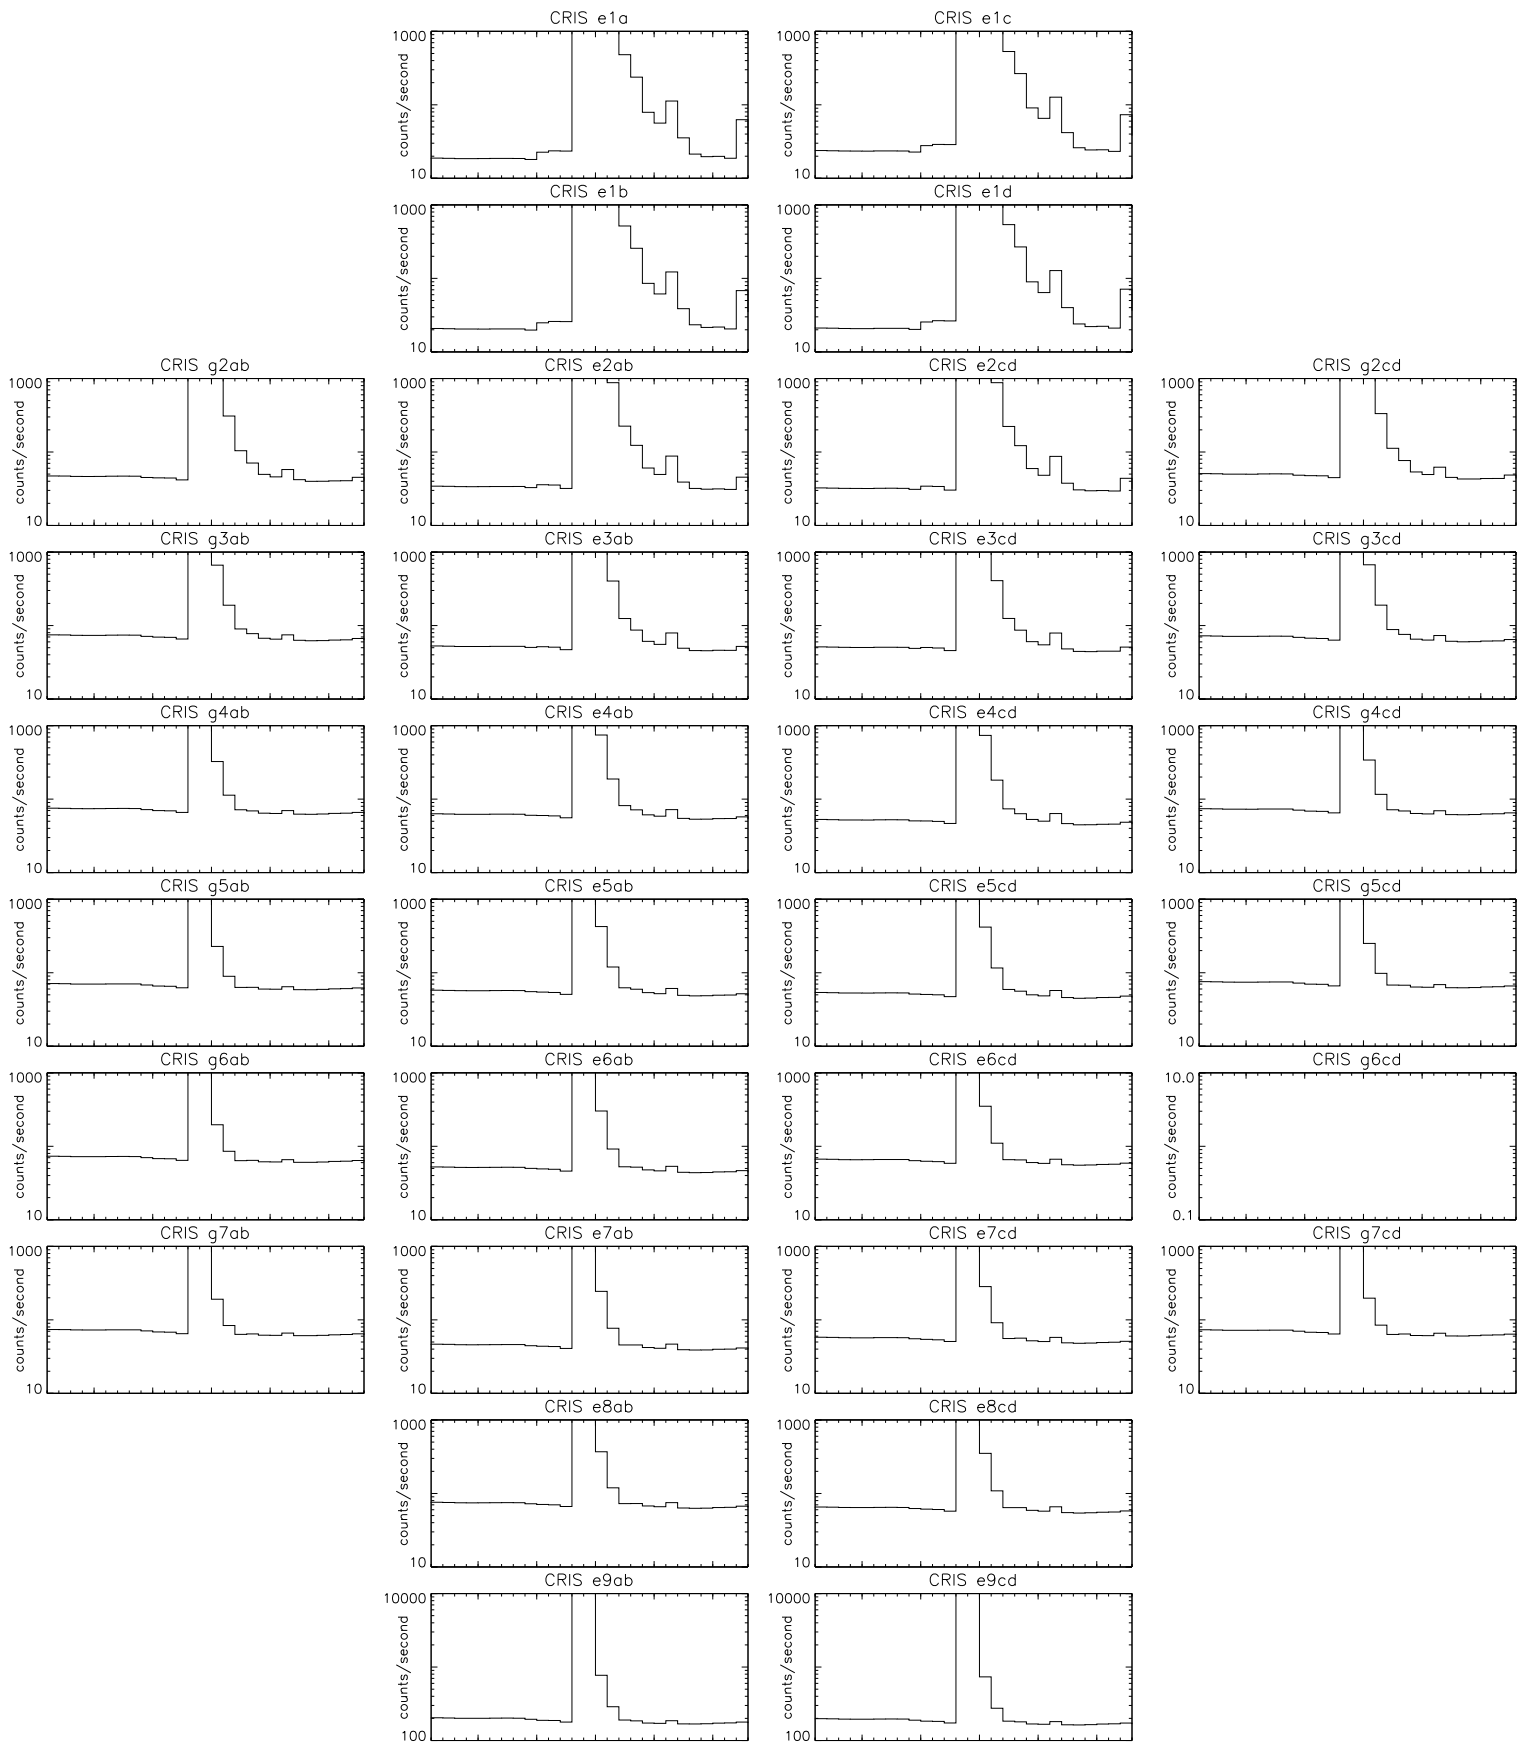 CRIS e1a
1000
counts/second
10
CRIS e1c
1000
counts/second
10
CRIS e1b
1000
counts/second
10
CRIS e1d
1000
counts/second
10
CRIS g2ab
1000
counts/second
10
CRIS e2ab
1000
counts/second
10
CRIS e2cd
1000
counts/second
10
CRIS g2cd
1000
counts/second
10
CRIS g3ab
1000
counts/second
10
CRIS e3ab
1000
counts/second
10
CRIS e3cd
1000
counts/second
10
CRIS g3cd
1000
counts/second
10
CRIS g4ab
1000
counts/second
10
CRIS e4ab
1000
counts/second
10
CRIS e4cd
1000
counts/second
10
CRIS g4cd
1000
counts/second
10
CRIS g5ab
1000
counts/second
10
CRIS e5ab
1000
counts/second
10
CRIS e5cd
1000
counts/second
10
CRIS g5cd
1000
counts/second
10
CRIS g6ab
1000
counts/second
10
CRIS e6ab
1000
counts/second
10
CRIS e6cd
1000
counts/second
10
CRIS g6cd
10.0
1.0
counts/second
0.1
CRIS g7ab
1000
counts/second
10
CRIS e7ab
1000
counts/second
10
CRIS e7cd
1000
counts/second
10
CRIS g7cd
1000
counts/second
10
CRIS e8ab
1000
counts/second
10
CRIS e8cd
1000
counts/second
10
CRIS e9ab
10000
counts/second
100
CRIS e9cd
10000
counts/second
100